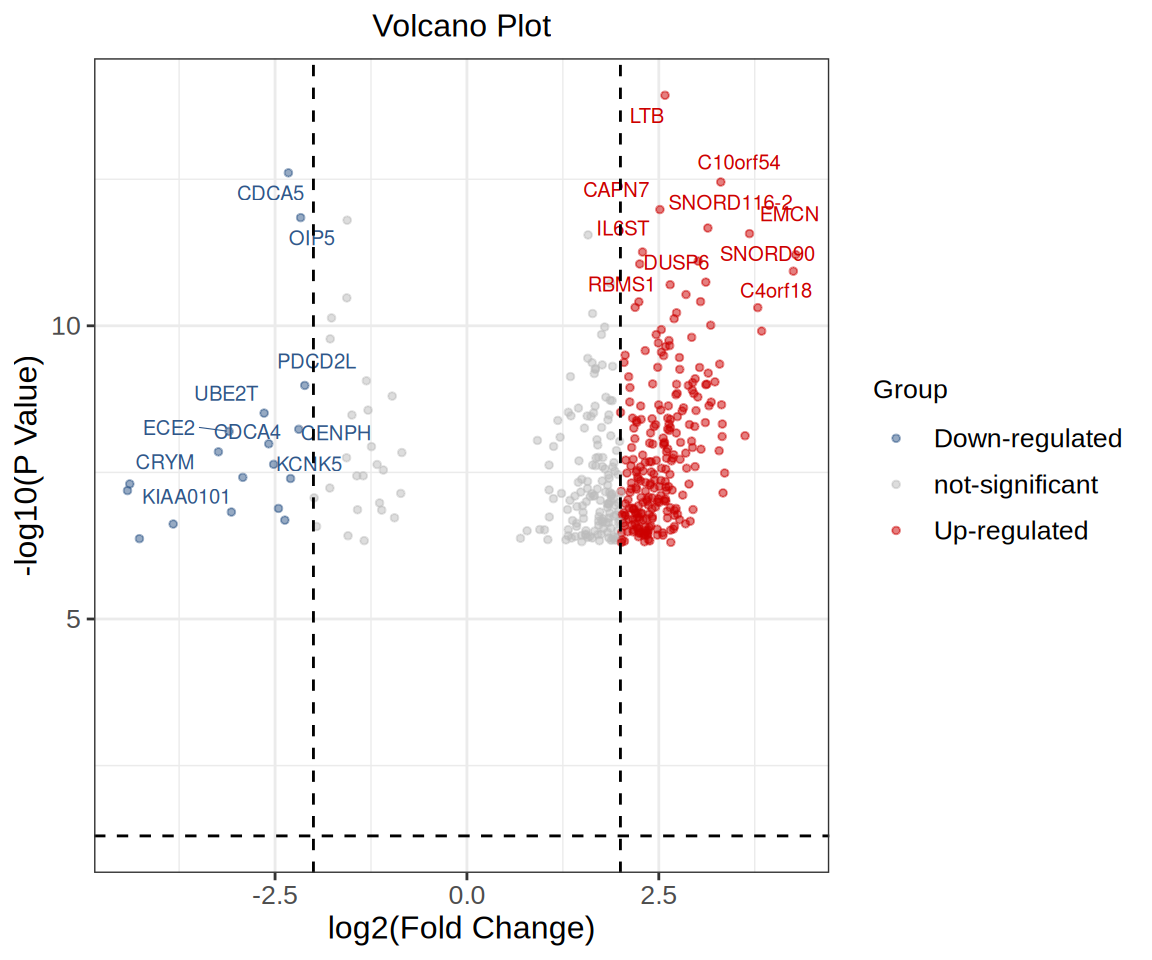 Volcano Plot
LTB
C10orf54
CAPN7
CDCA5
SNORD116-2
EMCN
IL6ST
OIP5
SNORD90
DUSP6
RBMS1
C4orf18
10
PDCD2L
UBE2T
ECE2
CDCA4
CENPH
CRYM
KCNK5
KIAA0101
5
-log10(P Value)
-2.5
0.0
2.5
log2(Fold Change)
Group
Down-regulated
not-significant
Up-regulated